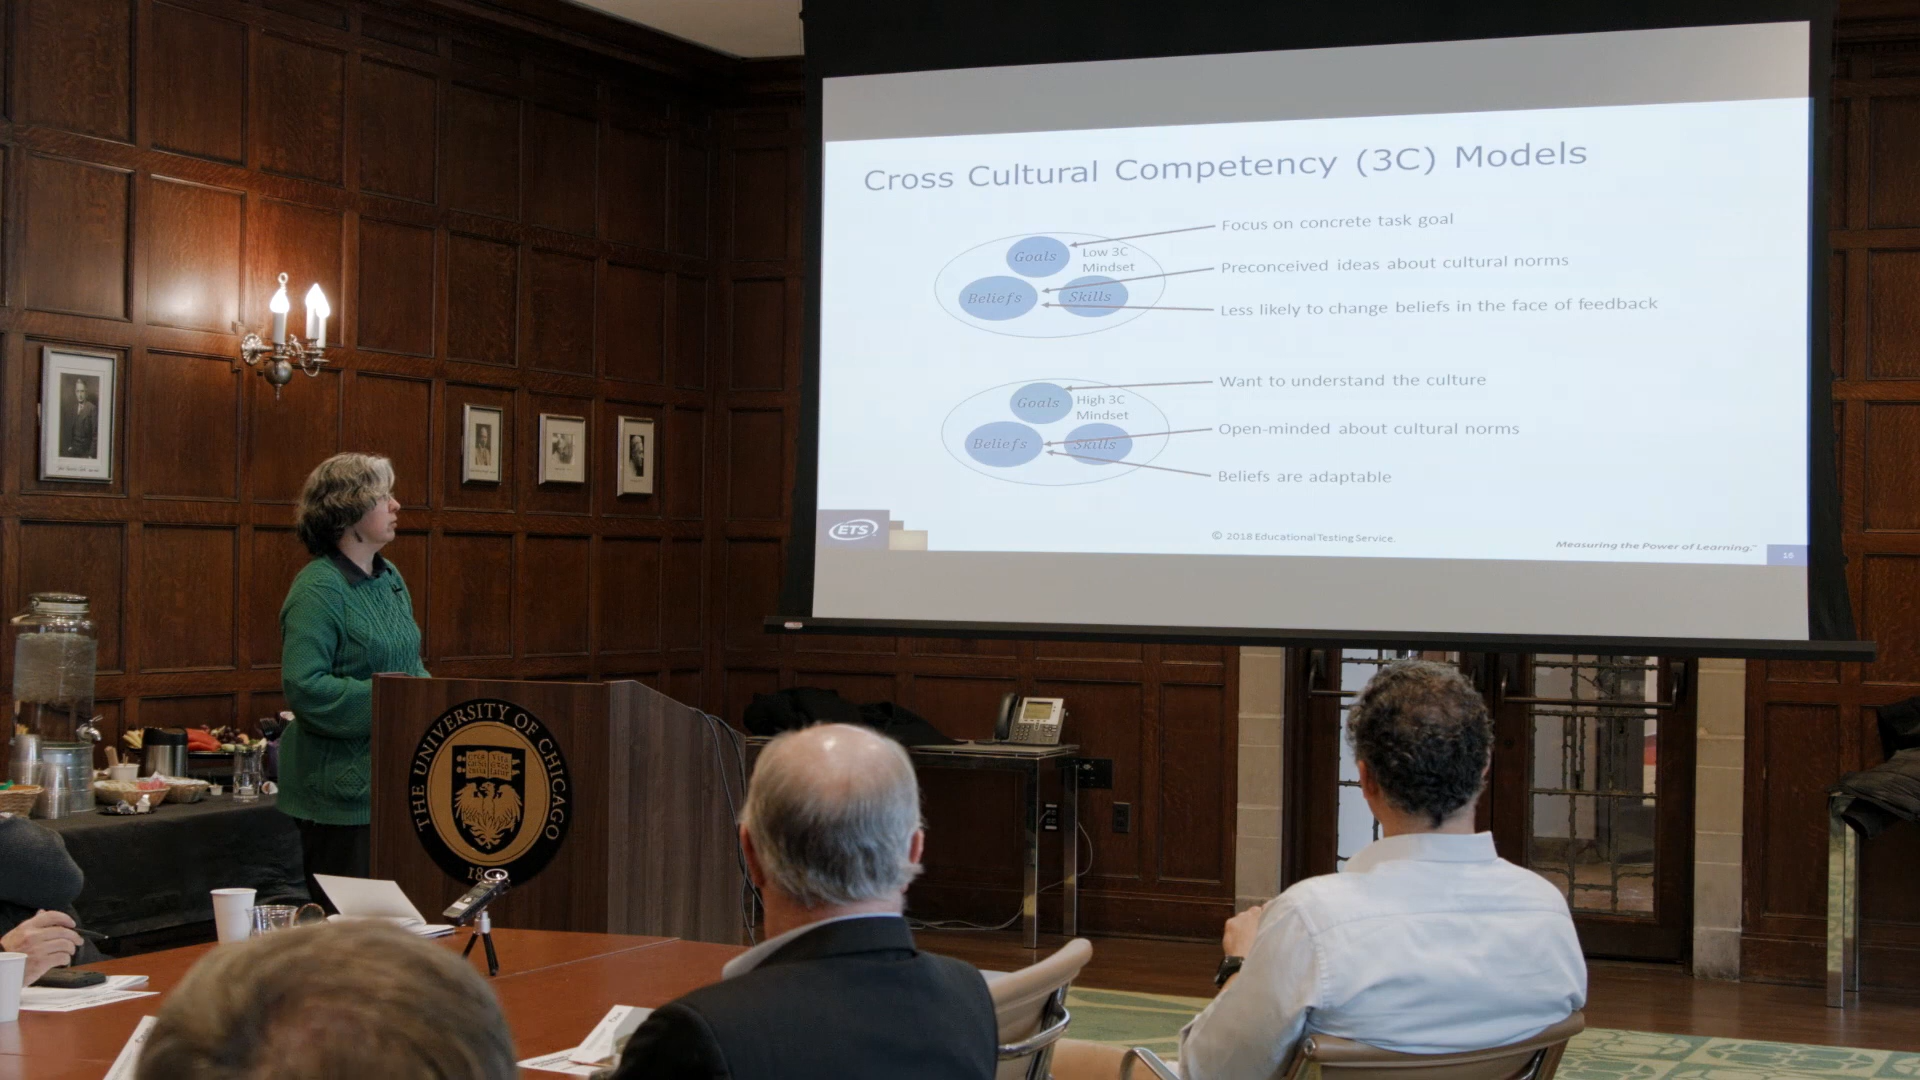 Cross Cultural Competency (3C) Models
Focus on concrete task goal
Goals
Low 3C
Mindset
Preconceived ideas about cultural norms
Beliefs
Skills
Less likely to change beliefs in the face of feedback
Want to understand the culture
Goals
High 3C
Mindset
Open-minded about cultural norms
Beliefs
Skills
Beliefs are adaptable
ETS
© 2018 Educational Testing Service.
Measuring the Power of Learning.™
16
THE UNIVERSITY OF CHICAGO